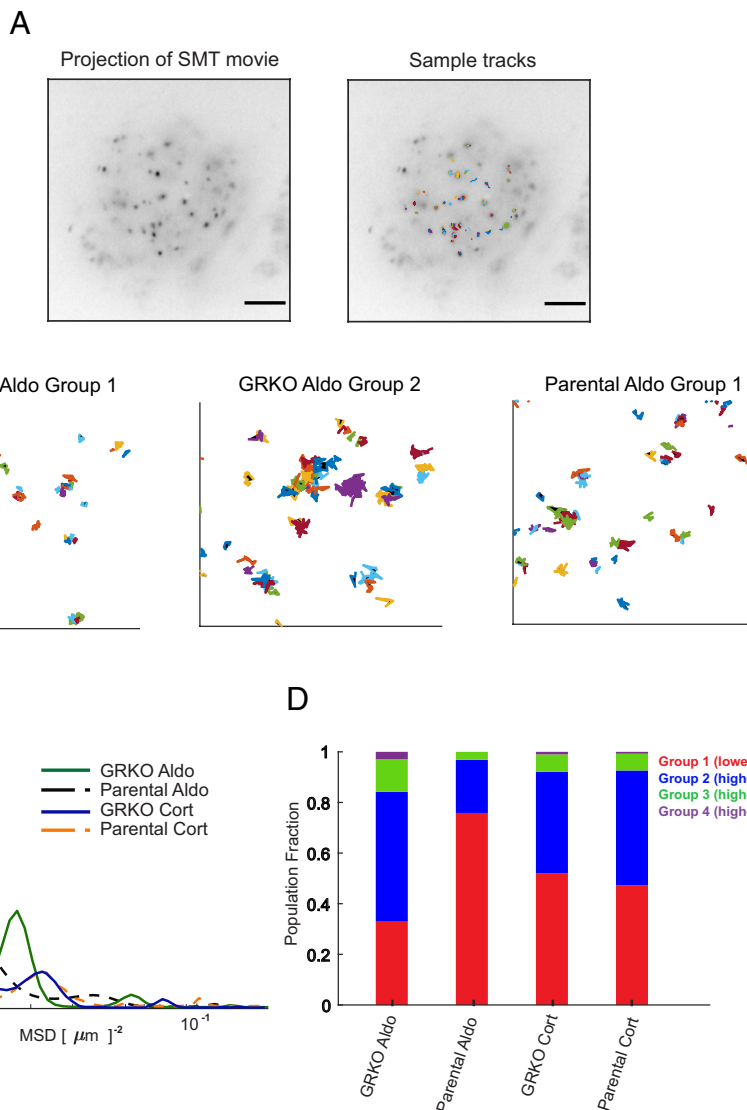 A
Projection of SMT movie
Sample tracks
Aldo Group 1
GRKO Aldo Group 2
Parental Aldo Group 1
GRKO Aldo
Parental Aldo
GRKO Cort
Parental Cort
10-1
MSD [ μm ]-2
D
1
0.8
0.6
0.4
0.2
0
Population Fraction
Group 1 (lowe
Group 2 (high
Group 3 (high
Group 4 (high
GRKO Aldo
Parental Aldo
GRKO Cort
Parental Cort